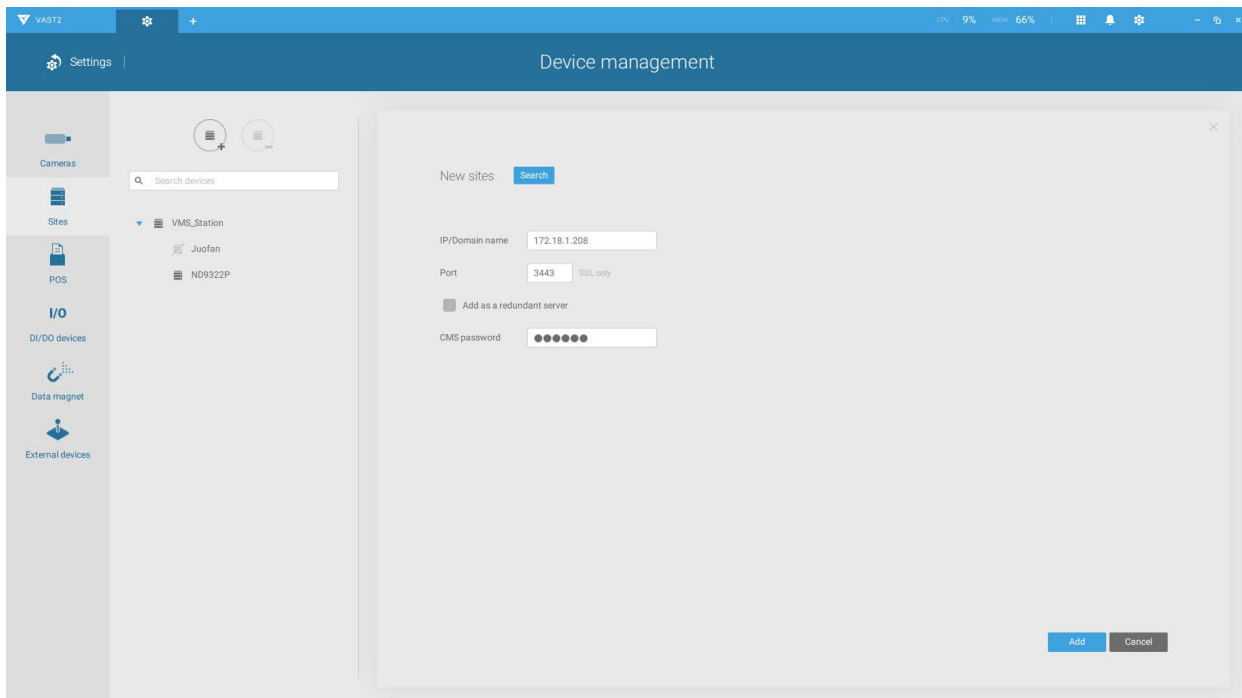 VAST2
+
CPU 9% MEM 66%
Settings
Device management
Cameras
Sites
POS
I/O
DI/DO devices
Data magnet
External devices
Search devices
VMS_Station
Juofan
ND9322P
New sites Search
IP/Domain name 172.18.1.208
Port 3443 SSL only
Add as a redundant server
CMS password ●●●●●●
Add Cancel